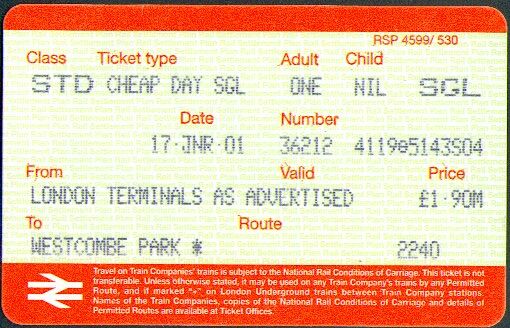 RSP 4599/ 530
Class Ticket type Adult Child
STD CHEAP DAY SGL ONE NIL SGL
Date Number
17·JNR·01 36212 411905143S04
From Valid Price
LONDON TERMINALS AS ADVERTISED £1·90M
To Route
WESTCOMBE PARK * 2240
Travel on Train Companies' trains is subject to the National Rail Conditions of Carriage. This ticket is not
transferable. Unless otherwise stated, it may be used on any Train Company's trains by any Permitted
Route, and if marked "✠" on London Underground trains between Train Company stations.
Names of the Train Companies, copies of the National Rail Conditions of Carriage and details of
Permitted Routes are available at Ticket Offices.